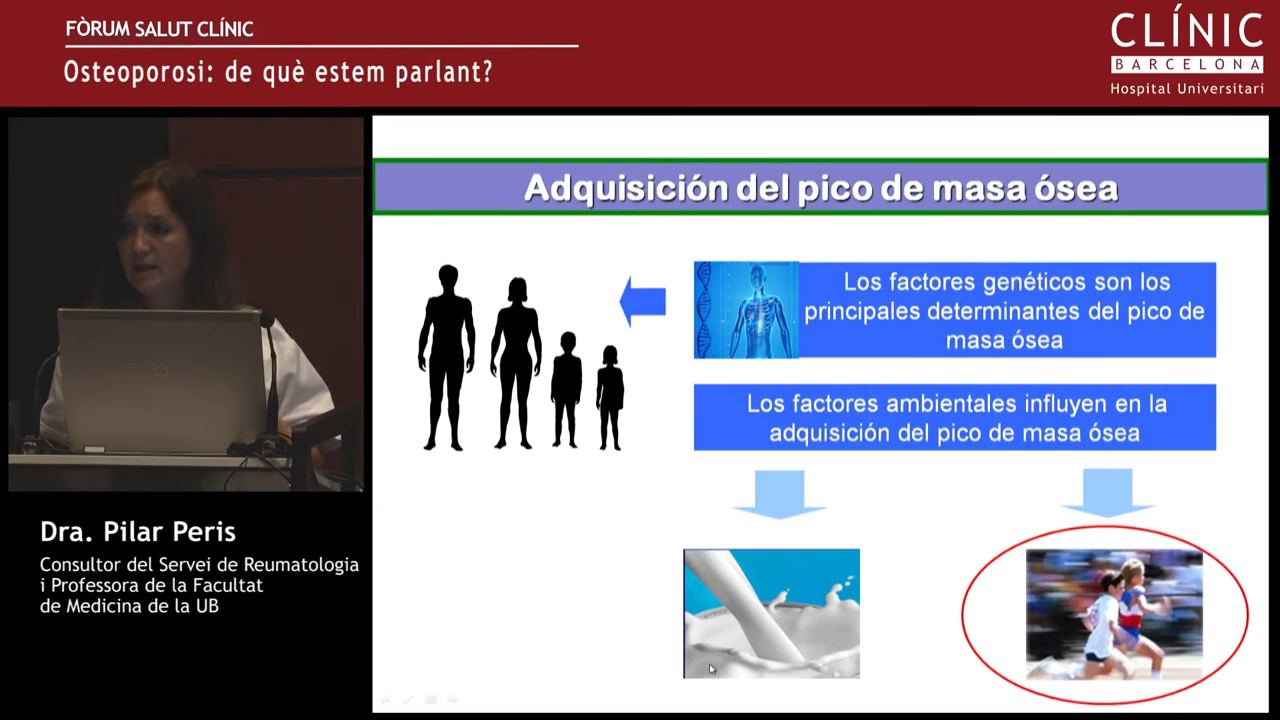 FÒRUM SALUT CLÍNIC
Osteoporosi: de què estem parlant?
CLÍNIC
BARCELONA
Hospital Universitari
Adquisición del pico de masa ósea
Los factores genéticos son los
principales determinantes del pico de
masa ósea
Los factores ambientales influyen en la
adquisición del pico de masa ósea
Dra. Pilar Peris
Consultor del Servei de Reumatologia
i Professora de la Facultat
de Medicina de la UB